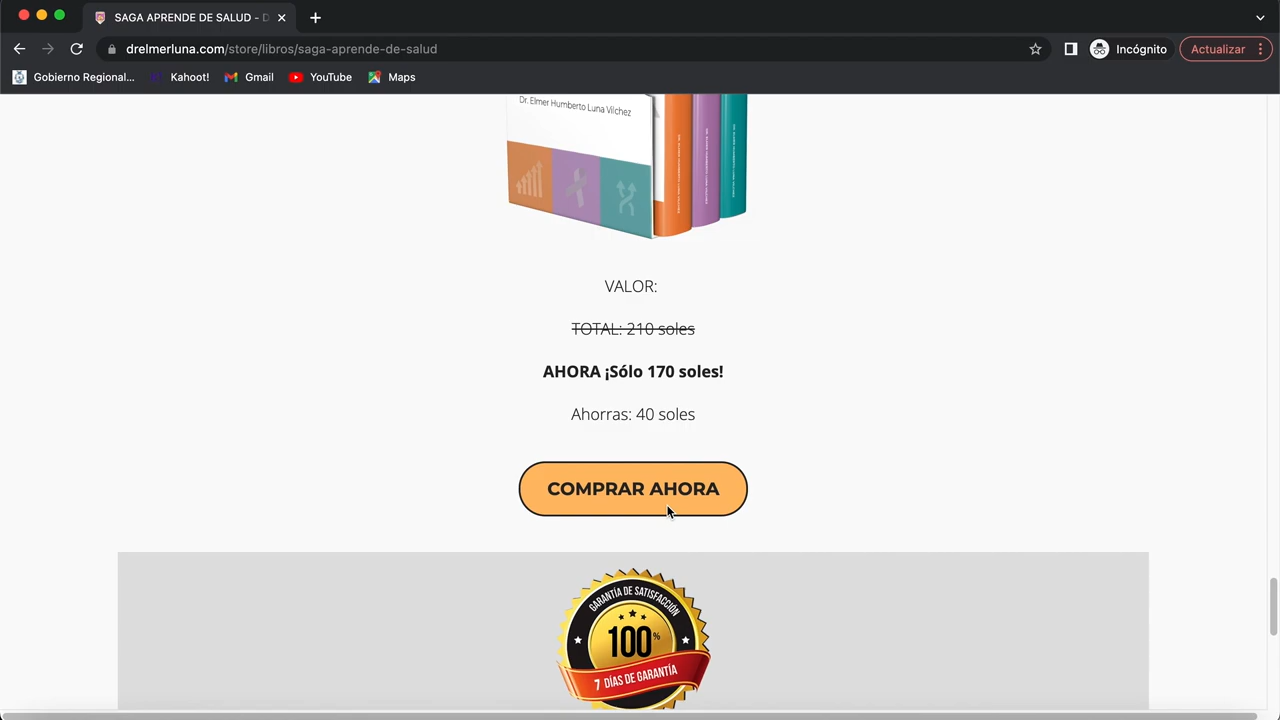 SAGA APRENDE DE SALUD - D
drelmerluna.com/store/libros/saga-aprende-de-salud
Incógnito
Actualizar
Gobierno Regional...
Kahoot!
Gmail
YouTube
Maps
Dr. Elmer Humberto Luna Vilchez
VALOR:
TOTAL: 210 soles
AHORA ¡Sólo 170 soles!
Ahorras: 40 soles
COMPRAR AHORA
GARANTÍA DE SATISFACCIÓN
100%
7 DÍAS DE GARANTÍA